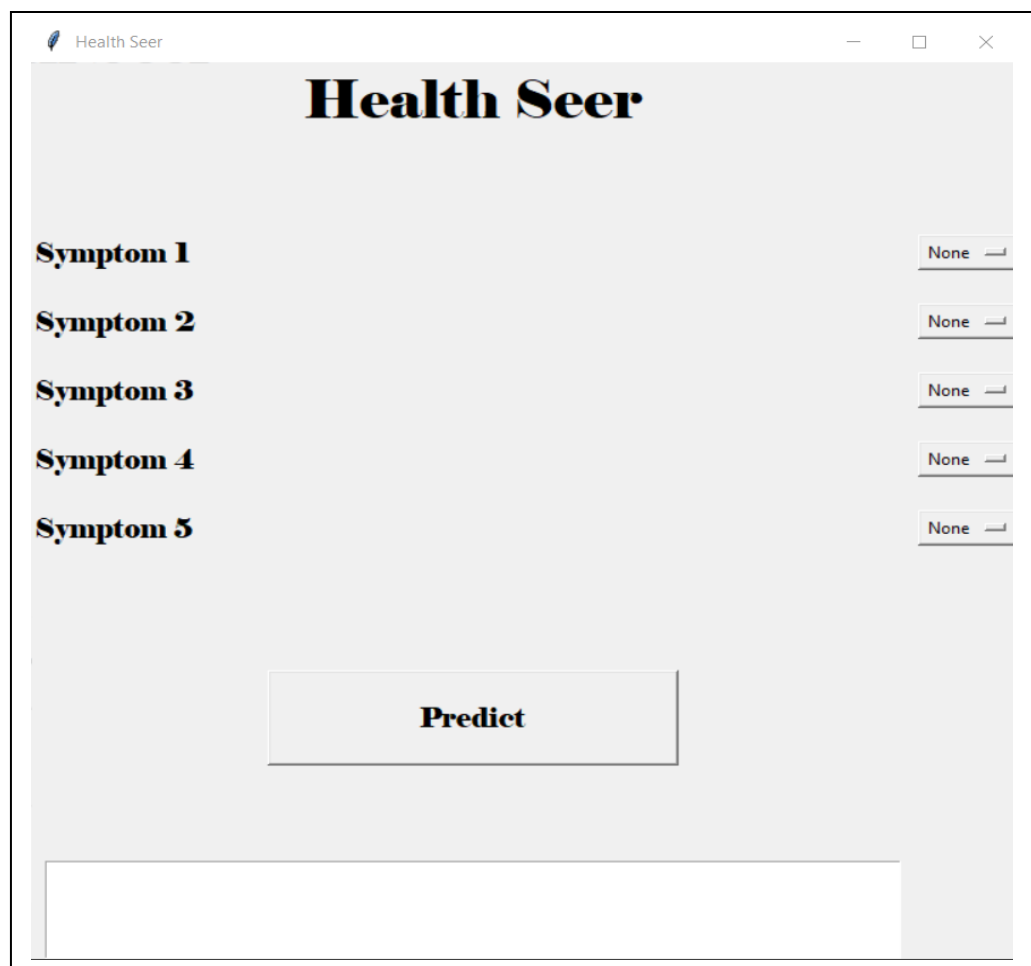 Health Seer
Health Seer
Symptom 1 None
Symptom 2 None
Symptom 3 None
Symptom 4 None
Symptom 5 None
Predict